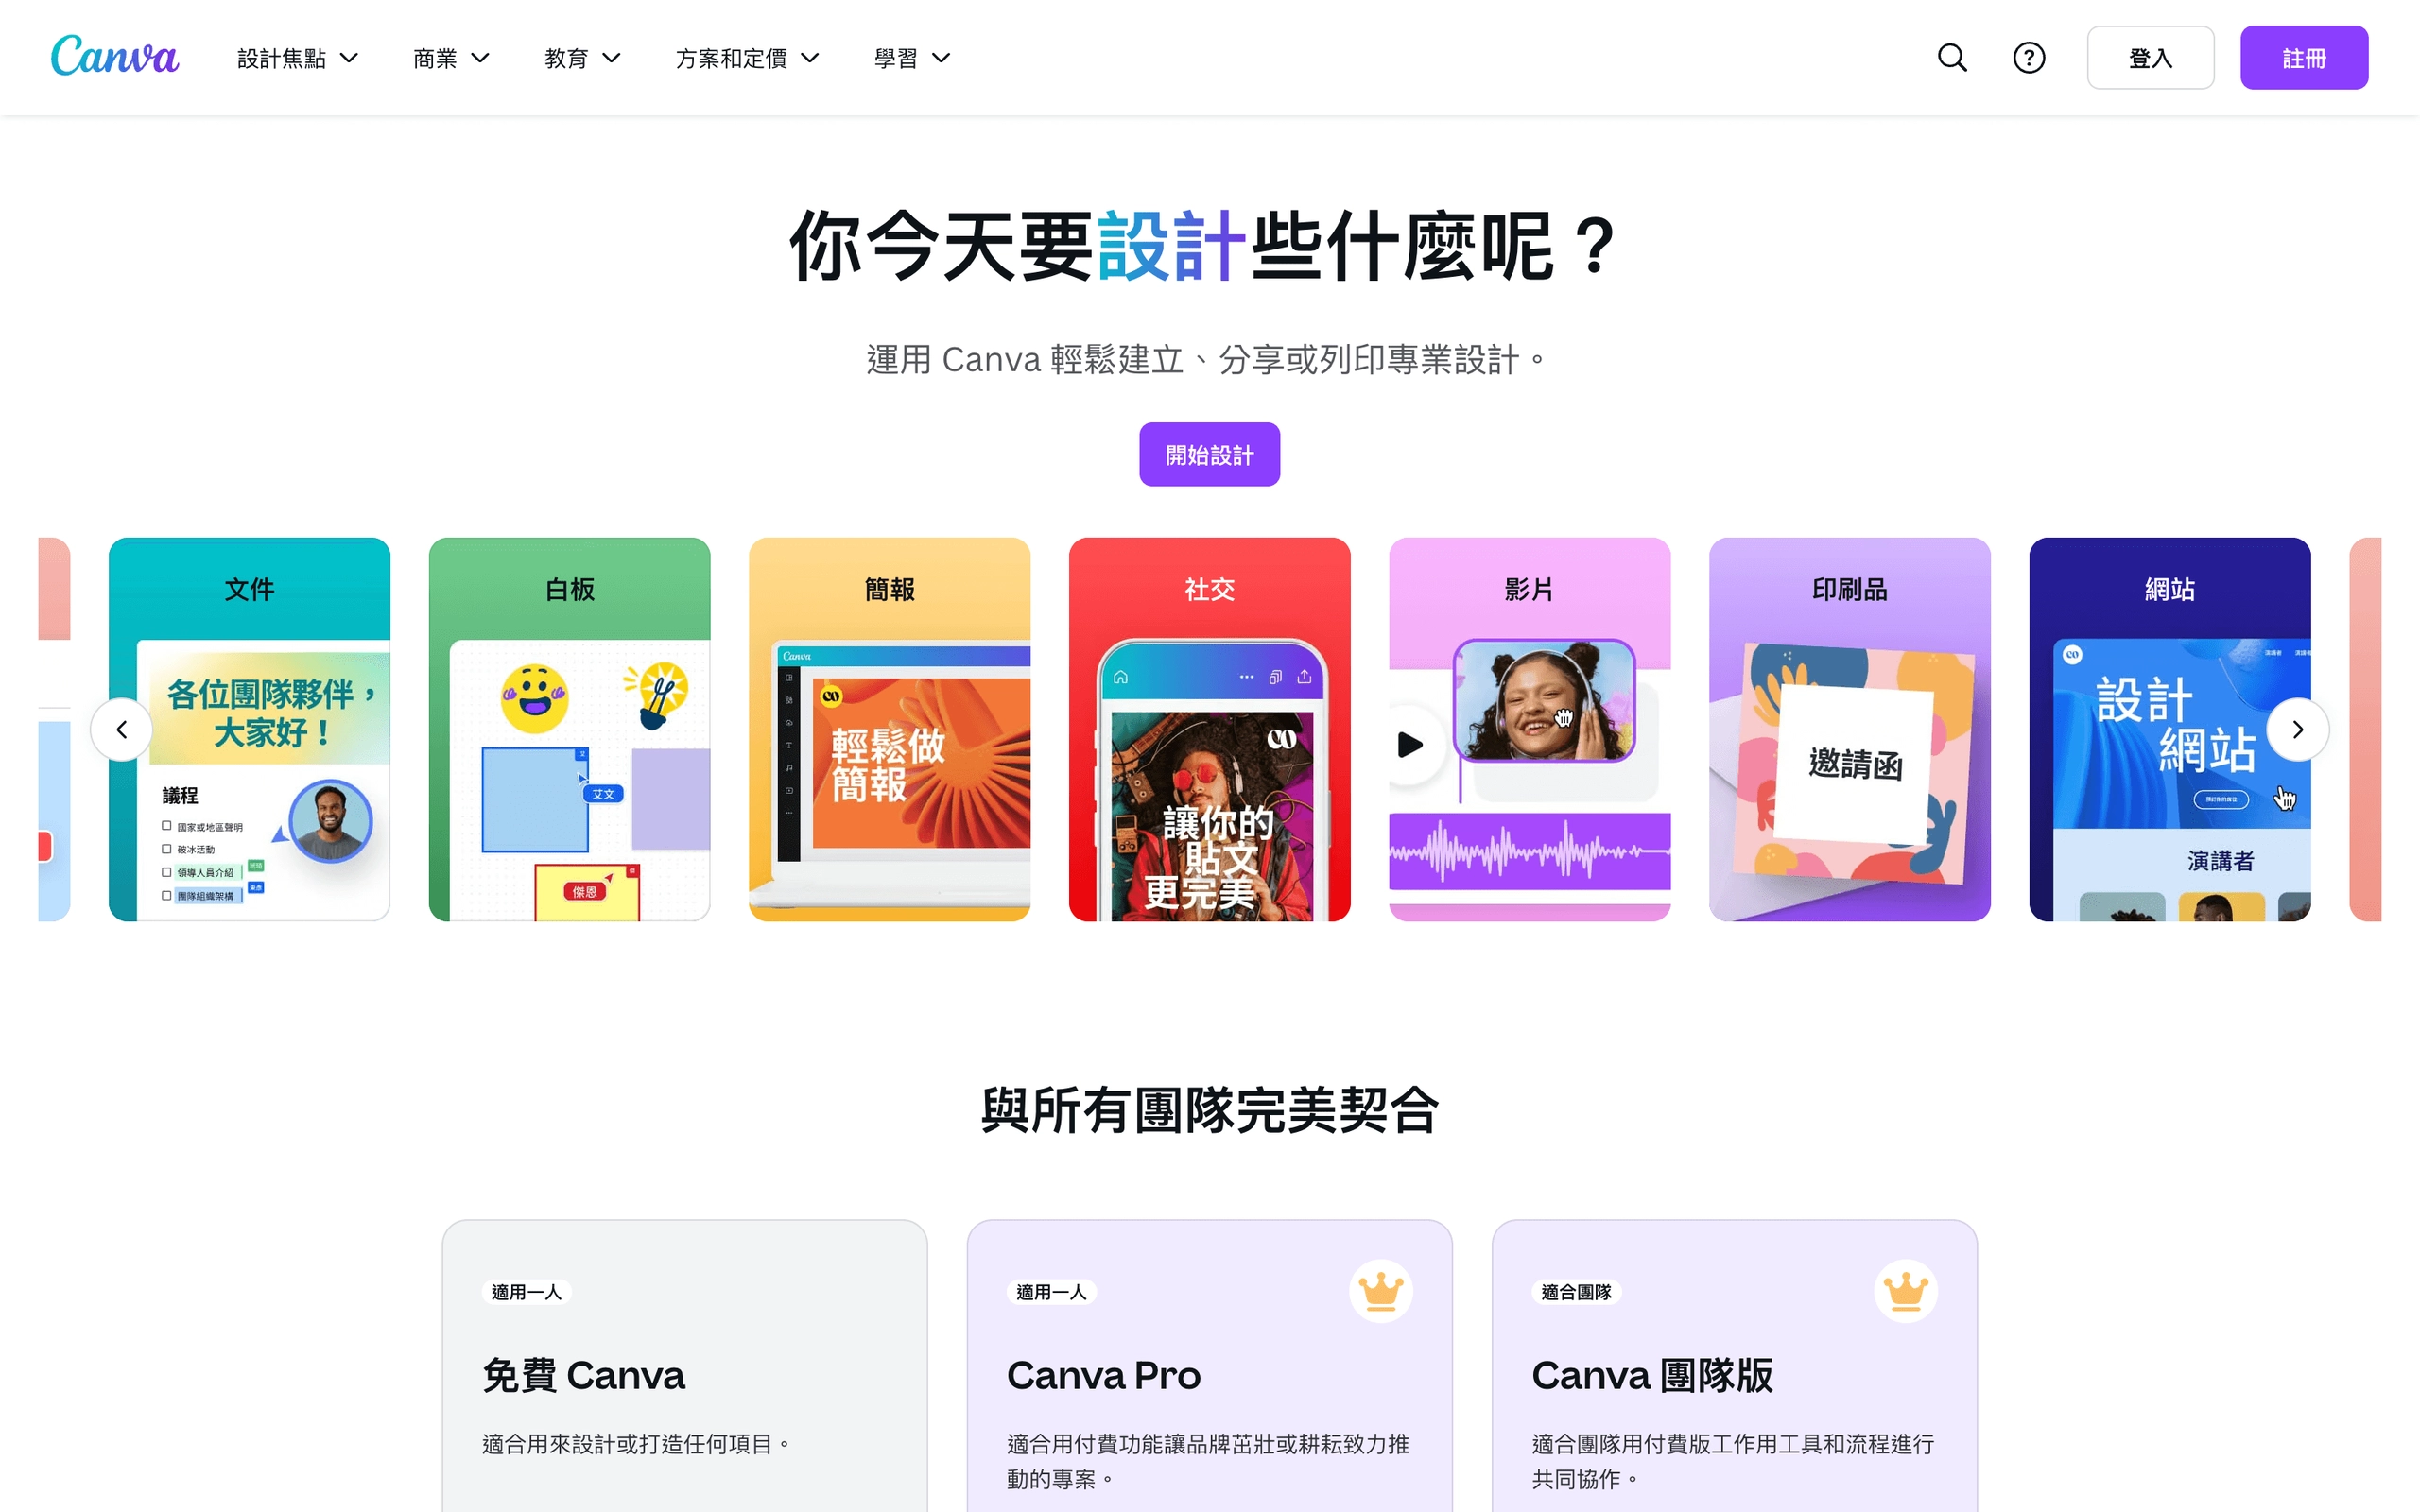 Canva
設計焦點
商業
教育
方案和定價
學習
登入
註冊
你今天要設計些什麼呢？
運用 Canva 輕鬆建立、分享或列印專業設計。
開始設計
文件
各位團隊夥伴，
大家好！
議程
國家或地區聲明
破冰活動
領導人員介紹
團隊組織架構
白板
艾文
傑恩
簡報
Canva
輕鬆做
簡報
社交
讓你的
貼文
更完美
影片
印刷品
邀請函
網站
設計
網站
演講者
與所有團隊完美契合
適用一人
免費 Canva
適合用來設計或打造任何項目。
適用一人
Canva Pro
適合用付費功能讓品牌茁壯或耕耘致力推
動的專案。
適合團隊
Canva 團隊版
適合團隊用付費版工作用工具和流程進行
共同協作。